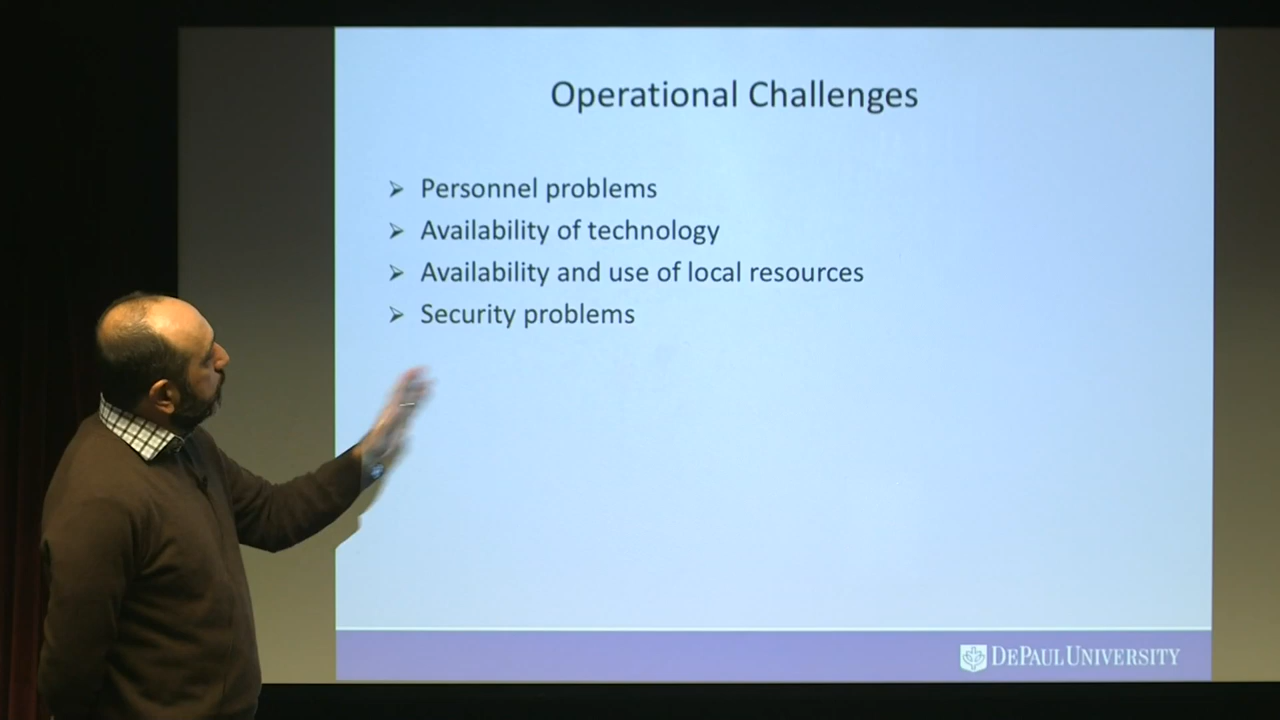 Operational Challenges
Personnel problems
Availability of technology
Availability and use of local resources
Security problems
DEPAUL UNIVERSITY